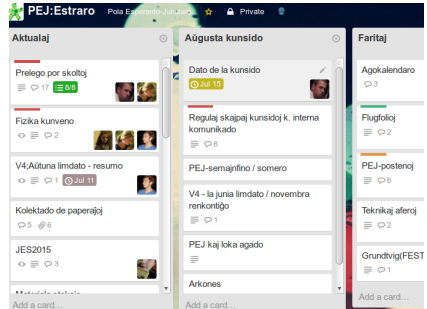 PEJ:Estraro
Pola Esperanto-Junularo
Private
Aktualaj
Prelego por skoltoj
17
8/8
Fizika kunveno
2
V4;Aŭtuna limdato - resumo
1
Jul 11
Kolektado de paperaĵoj
5
6
JES2015
3
Add a card…
Aŭgusta kunsido
Dato de la kunsido
Jul 15
Regulaj skajpaj kunsidoj k. interna
komunikado
6
PEJ-semajnfino / somero
V4 - la junia limdato / novembra
renkontiĝo
1
PEJ kaj loka agado
Arkones
Add a card…
Faritaj
Agokalendaro
3
Flugfolioj
2
PEJ-postenoj
6
Teknikaj aferoj
2
Grundtvig(FEST
1
Add a card…